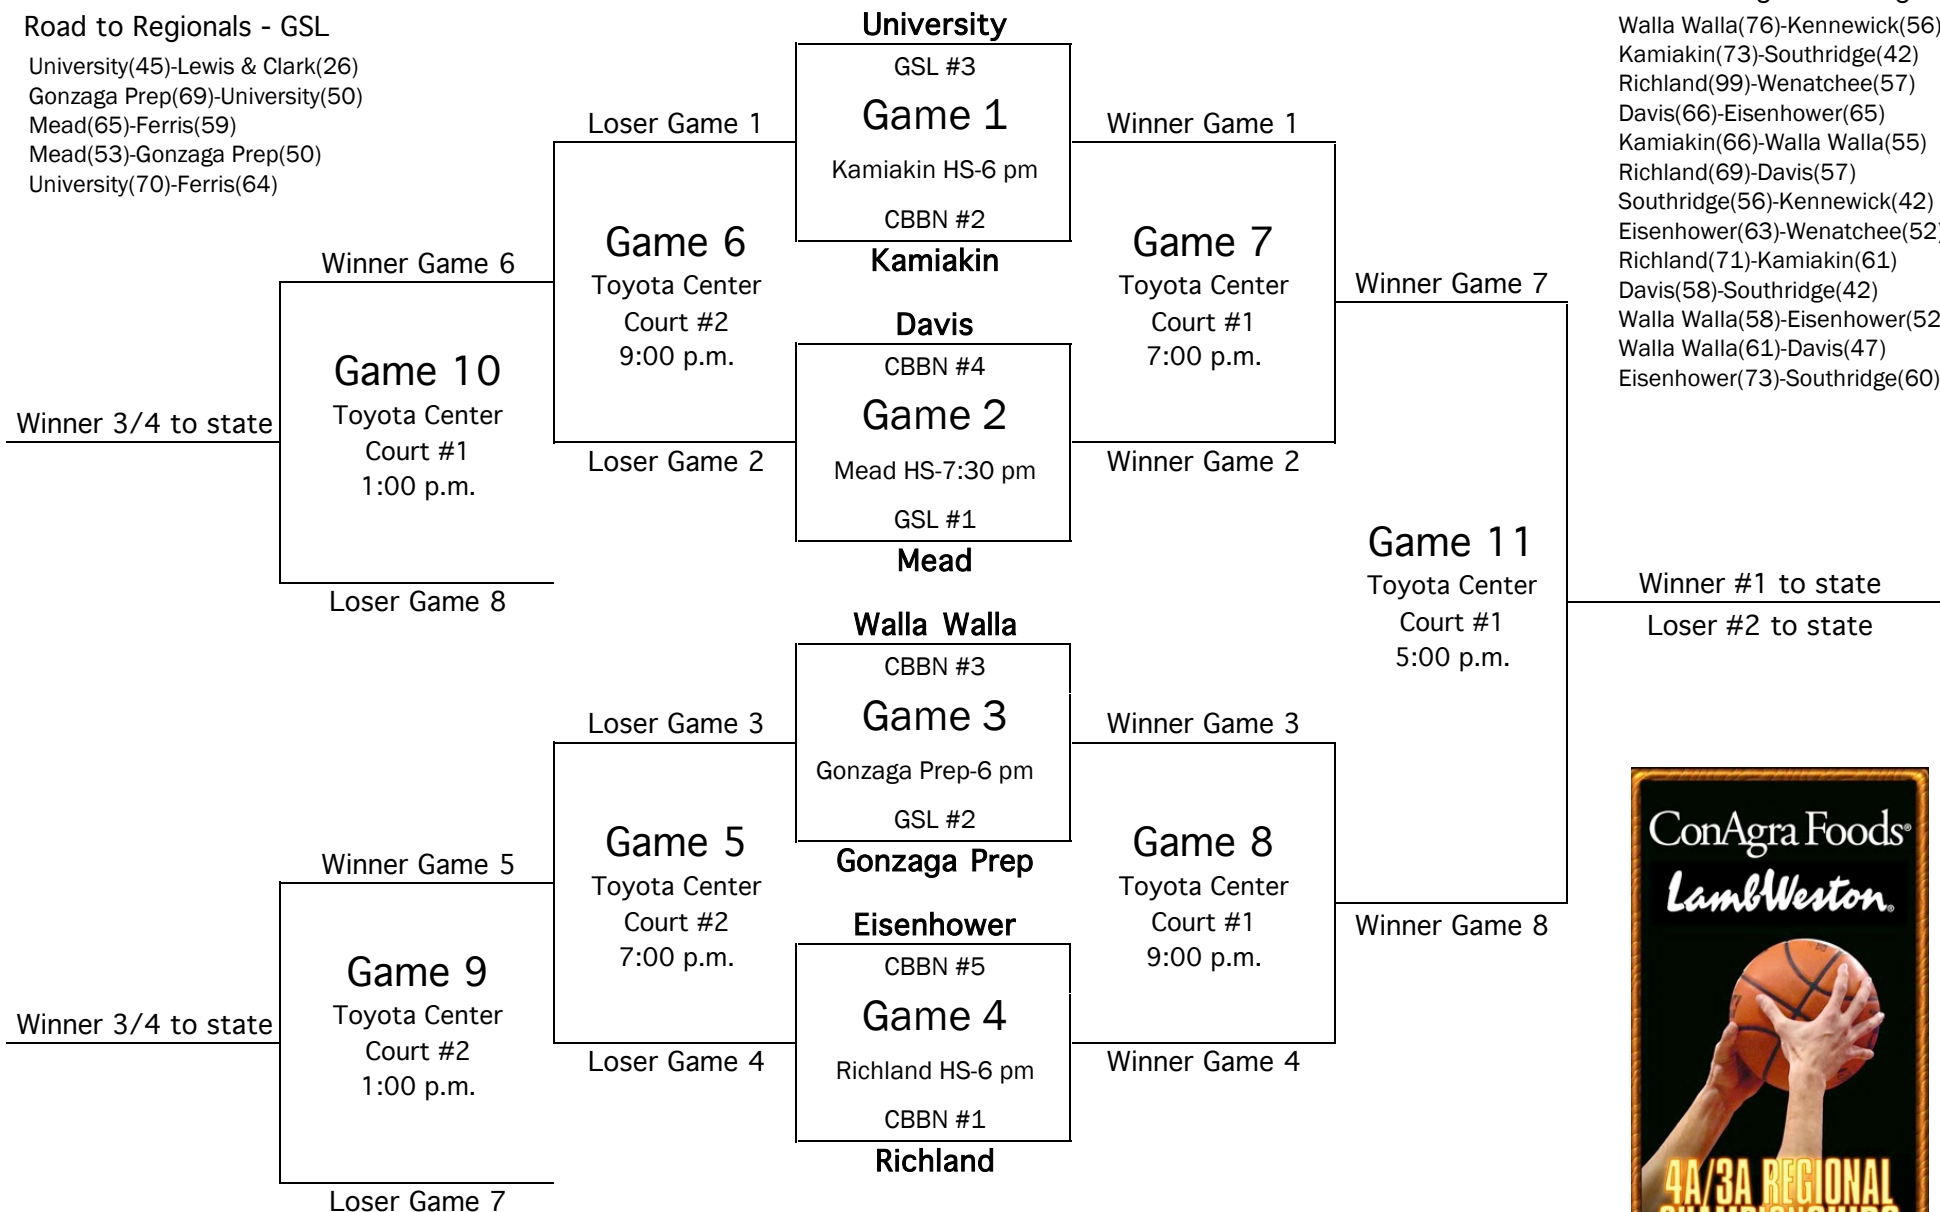 Road to Regionals - GSL
University(45)-Lewis & Clark(26)
Gonzaga Prep(69)-University(50)
Mead(65)-Ferris(59)
Mead(53)-Gonzaga Prep(50)
University(70)-Ferris(64)
Winner Game 6
Game 10
Toyota Center
Court #1
1:00 p.m.
Winner 3/4 to state
Loser Game 8
Winner Game 5
Game 9
Toyota Center
Court #2
1:00 p.m.
Winner 3/4 to state
Loser Game 7
Loser Game 1
Game 6
Toyota Center
Court #2
9:00 p.m.
Loser Game 2
Loser Game 3
Game 5
Toyota Center
Court #2
7:00 p.m.
Loser Game 4
University
GSL #3
Game 1
Kamiakin HS-6 pm
CBBN #2
Kamiakin
Davis
CBBN #4
Game 2
Mead HS-7:30 pm
GSL #1
Mead
Walla Walla
CBBN #3
Game 3
Gonzaga Prep-6 pm
GSL #2
Gonzaga Prep
Eisenhower
CBBN #5
Game 4
Richland HS-6 pm
CBBN #1
Richland
Winner Game 1
Game 7
Toyota Center
Court #1
7:00 p.m.
Winner Game 2
Winner Game 3
Game 8
Toyota Center
Court #1
9:00 p.m.
Winner Game 4
Winner Game 7
Game 11
Toyota Center
Court #1
5:00 p.m.
Winner Game 8
Winner #1 to state
Loser #2 to state
Walla Walla(76)-Kennewick(56)
Kamiakin(73)-Southridge(42)
Richland(99)-Wenatchee(57)
Davis(66)-Eisenhower(65)
Kamiakin(66)-Walla Walla(55)
Richland(69)-Davis(57)
Southridge(56)-Kennewick(42)
Eisenhower(63)-Wenatchee(52)
Richland(71)-Kamiakin(61)
Davis(58)-Southridge(42)
Walla Walla(58)-Eisenhower(52
Walla Walla(61)-Davis(47)
Eisenhower(73)-Southridge(60)
ConAgra Foods®
LambWeston®
4A/3A REGIONAL
CHAMPIONSHIPS